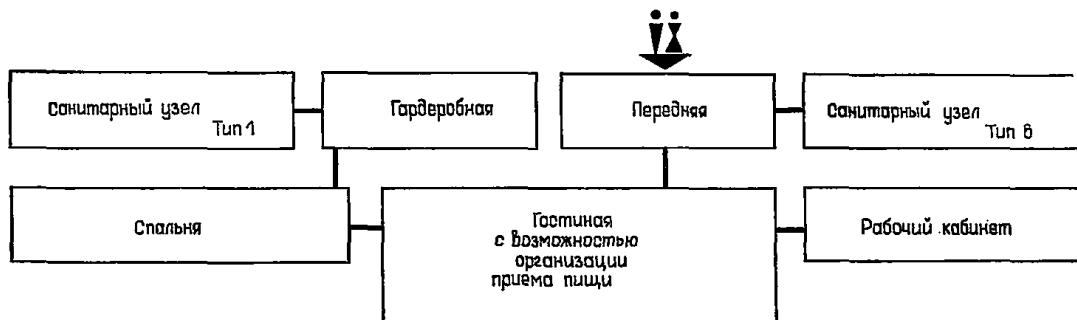 Санитарный узел
Тип 1
Гардеробная
Передняя
Санитарный узел
Тип 6
Спальня
Гостиная
с возможностью
организации
приема пищи
Рабочий кабинет